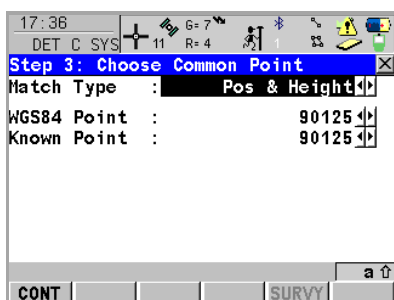 17:36
DET C SYS
11
G= 7
R= 4
1
Step 3: Choose Common Point
Match Type : Pos & Height
WGS84 Point : 90125
Known Point : 90125
a
CONT
SURVY